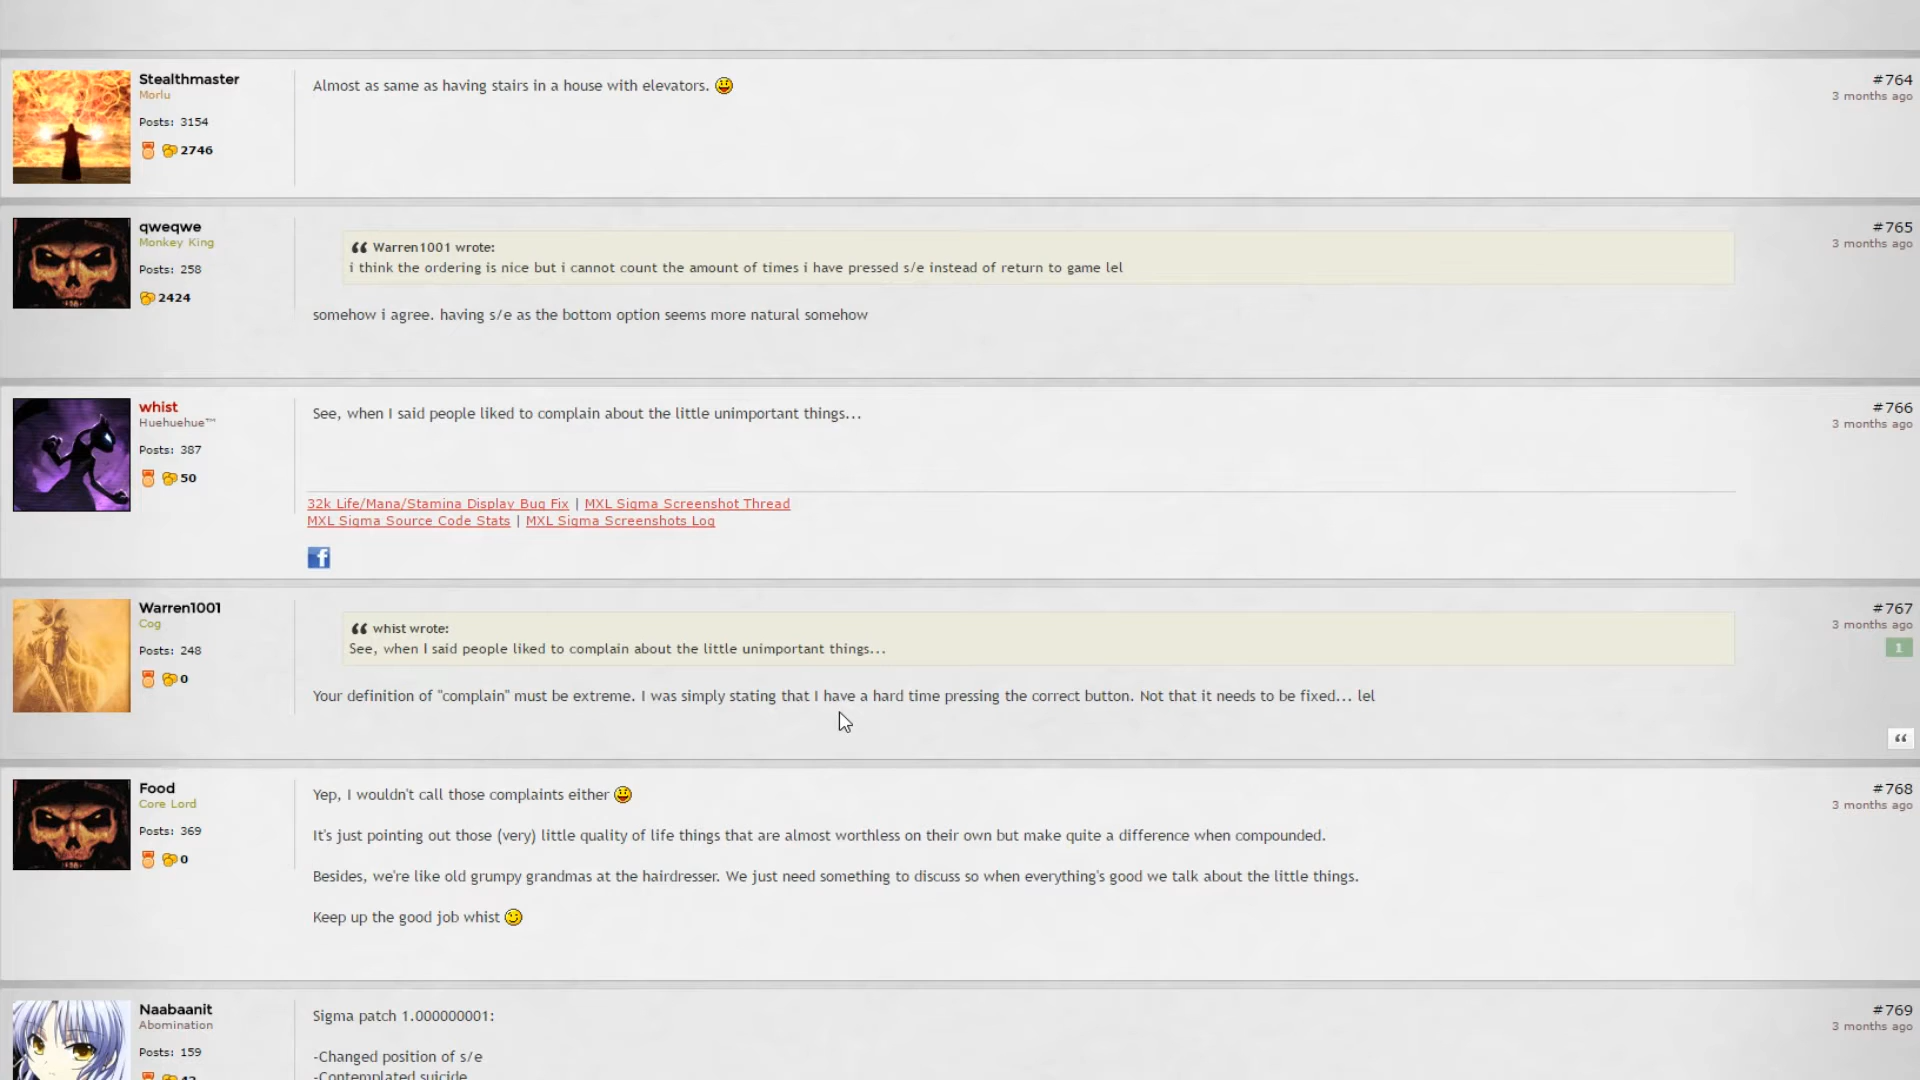 Stealthmaster
Morlu
Posts: 3154
2746
Almost as same as having stairs in a house with elevators.
#764
3 months ago
qweqwe
Monkey King
Posts: 258
2424
Warren1001 wrote:
i think the ordering is nice but i cannot count the amount of times i have pressed s/e instead of return to game lel
somehow i agree. having s/e as the bottom option seems more natural somehow
#765
3 months ago
whist
Huehuehue™
Posts: 387
50
See, when I said people liked to complain about the little unimportant things...
32k Life/Mana/Stamina Display Bug Fix | MXL Sigma Screenshot Thread
MXL Sigma Source Code Stats | MXL Sigma Screenshots Log
f
#766
3 months ago
Warren1001
Cog
Posts: 248
0
whist wrote:
See, when I said people liked to complain about the little unimportant things...
Your definition of "complain" must be extreme. I was simply stating that I have a hard time pressing the correct button. Not that it needs to be fixed... lel
#767
3 months ago
1
Food
Core Lord
Posts: 369
0
Yep, I wouldn't call those complaints either
It's just pointing out those (very) little quality of life things that are almost worthless on their own but make quite a difference when compounded.
Besides, we're like old grumpy grandmas at the hairdresser. We just need something to discuss so when everything's good we talk about the little things.
Keep up the good job whist
#768
3 months ago
Naabaanit
Abomination
Posts: 159
Sigma patch 1.000000001:
-Changed position of s/e
-Contemplated suicide
#769
3 months ago